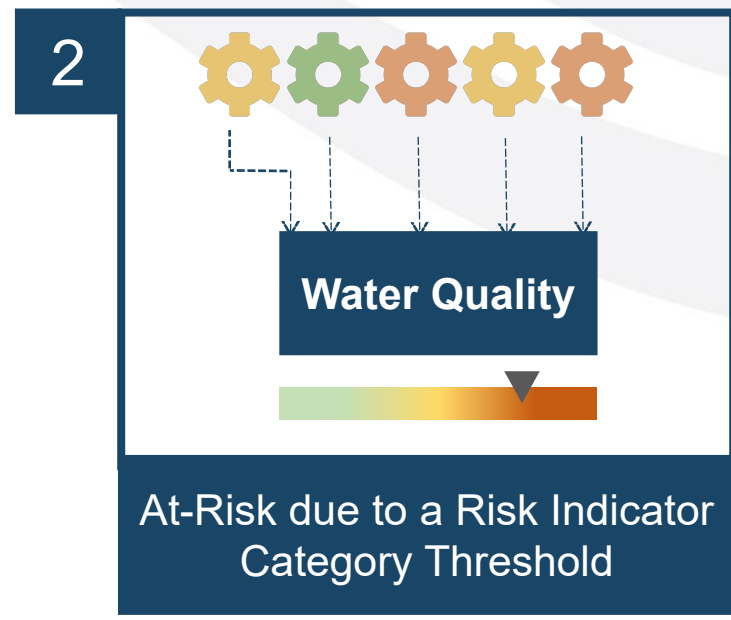 2
Water Quality
At-Risk due to a Risk Indicator
Category Threshold